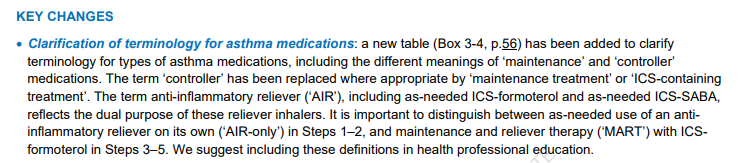 KEY CHANGES
• Clarification of terminology for asthma medications: a new table (Box 3-4, p.56) has been added to clarify
terminology for types of asthma medications, including the different meanings of ‘maintenance’ and ‘controller’
medications. The term ‘controller’ has been replaced where appropriate by ‘maintenance treatment’ or ‘ICS-containing
treatment’. The term anti-inflammatory reliever (‘AIR’), including as-needed ICS-formoterol and as-needed ICS-SABA,
reflects the dual purpose of these reliever inhalers. It is important to distinguish between as-needed use of an anti-
inflammatory reliever on its own (‘AIR-only’) in Steps 1–2, and maintenance and reliever therapy (‘MART’) with ICS-
formoterol in Steps 3–5. We suggest including these definitions in health professional education.